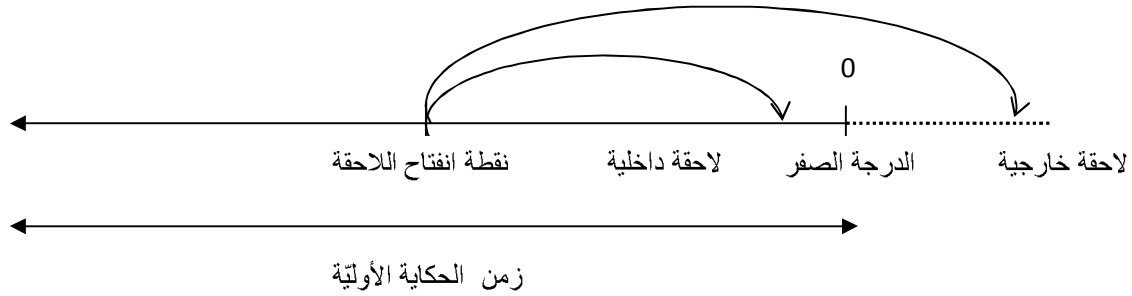 0
لاحقة خارجية
الدرجة الصفر
لاحقة داخلية
نقطة انفتاح اللاحقة
زمن الحكاية الأوليّة